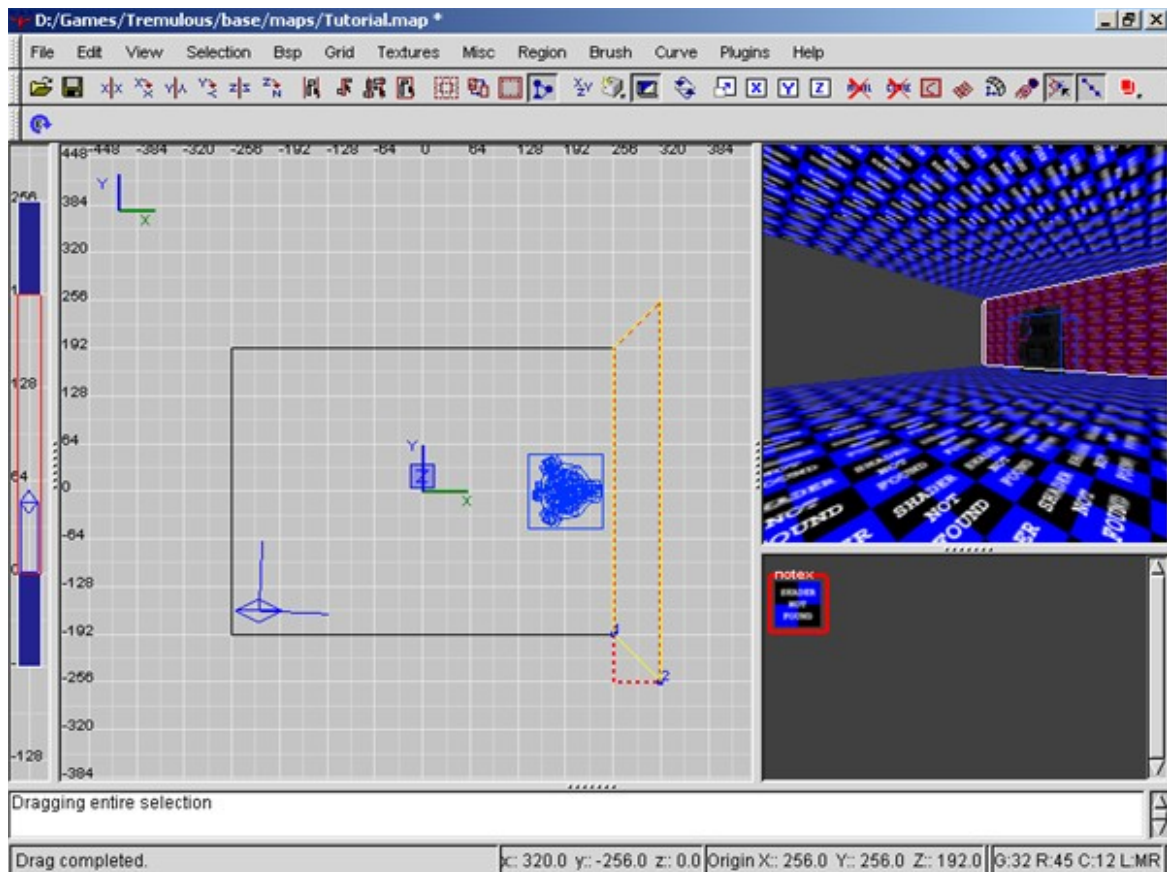 D:/Games/Tremulous/base/maps/Tutorial.map *
File Edit View Selection Bsp Grid Textures Misc Region Brush Curve Plugins Help
448 -448 -384 -320 -256 -192 -128 -64 0 64 128 192 256 320 384
Y
X
256
384
320
256
192
128
128
64
64
0
Y
Z
X
-64
0
-128
-192
1
-256
2
-320
-128
-384
SHADER NOT FOUND
notex
SHADER
NOT
FOUND
Dragging entire selection
Drag completed.
x:: 320.0 y:: -256.0 z:: 0.0
Origin X:: 256.0 Y:: 256.0 Z:: 192.0
G:32 R:45 C:12 L:MR